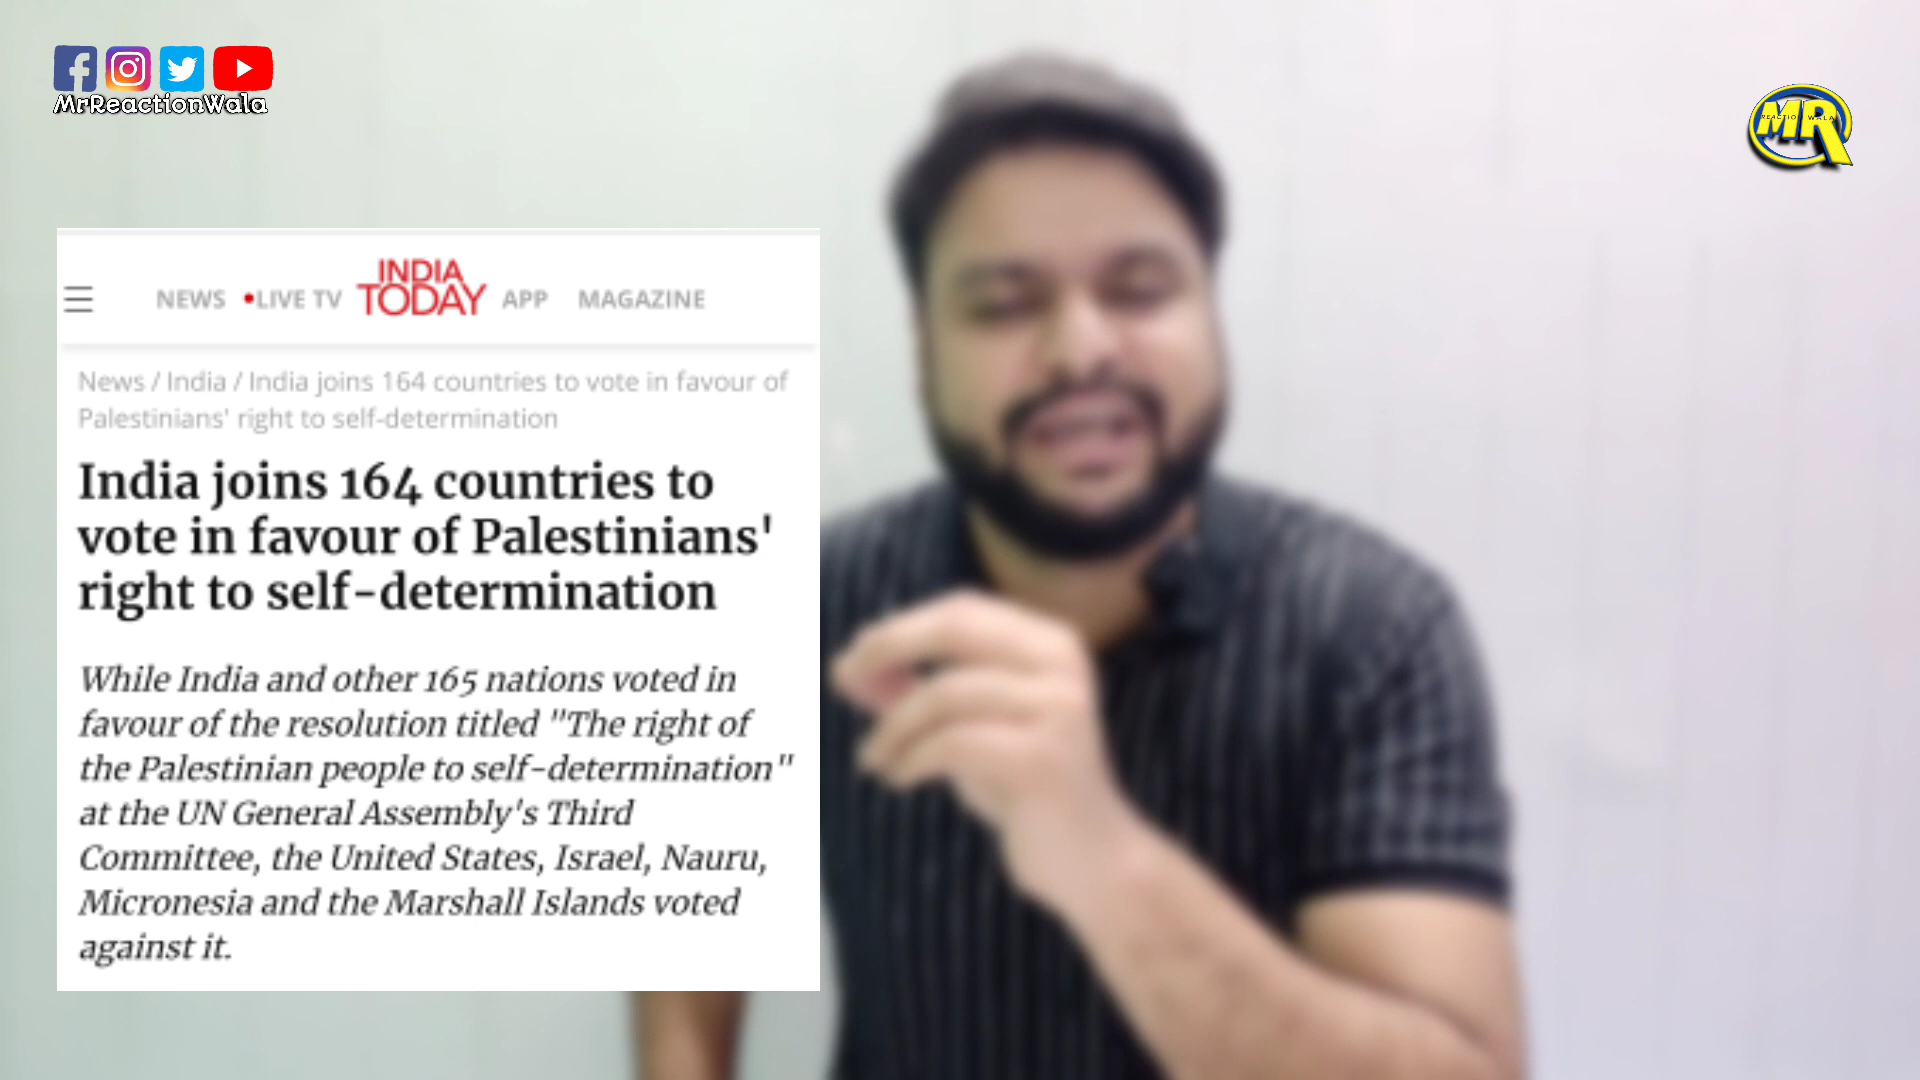 MrReactionWala
MR
REACTION WALA
INDIA
TODAY
NEWS
LIVE TV
APP
MAGAZINE
News / India / India joins 164 countries to vote in favour of
Palestinians' right to self-determination
India joins 164 countries to
vote in favour of Palestinians'
right to self-determination
While India and other 165 nations voted in
favour of the resolution titled "The right of
the Palestinian people to self-determination"
at the UN General Assembly's Third
Committee, the United States, Israel, Nauru,
Micronesia and the Marshall Islands voted
against it.